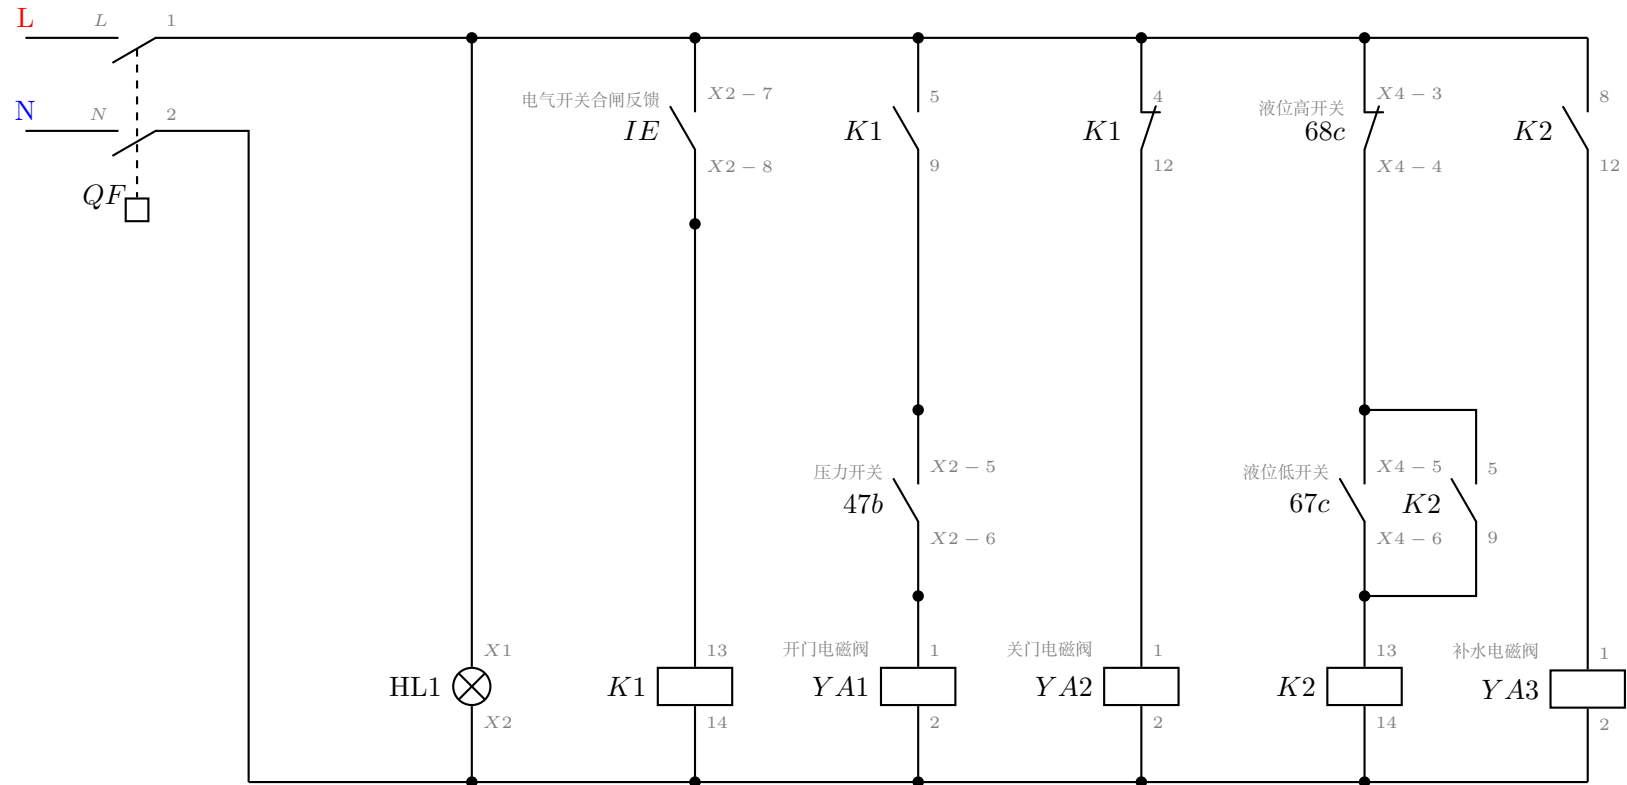 L
L
1
N
N
2
QF
HL1
X1
X2
电气开关合闸反馈
IE
X2-7
X2-8
K1
13
14
K1
5
9
压力开关
47b
X2-5
X2-6
开门电磁阀
YA1
1
2
K1
4
12
关门电磁阀
YA2
1
2
液位高开关
68c
X4-3
X4-4
液位低开关
67c
X4-5
X4-6
K2
5
9
K2
13
14
K2
8
12
补水电磁阀
YA3
1
2